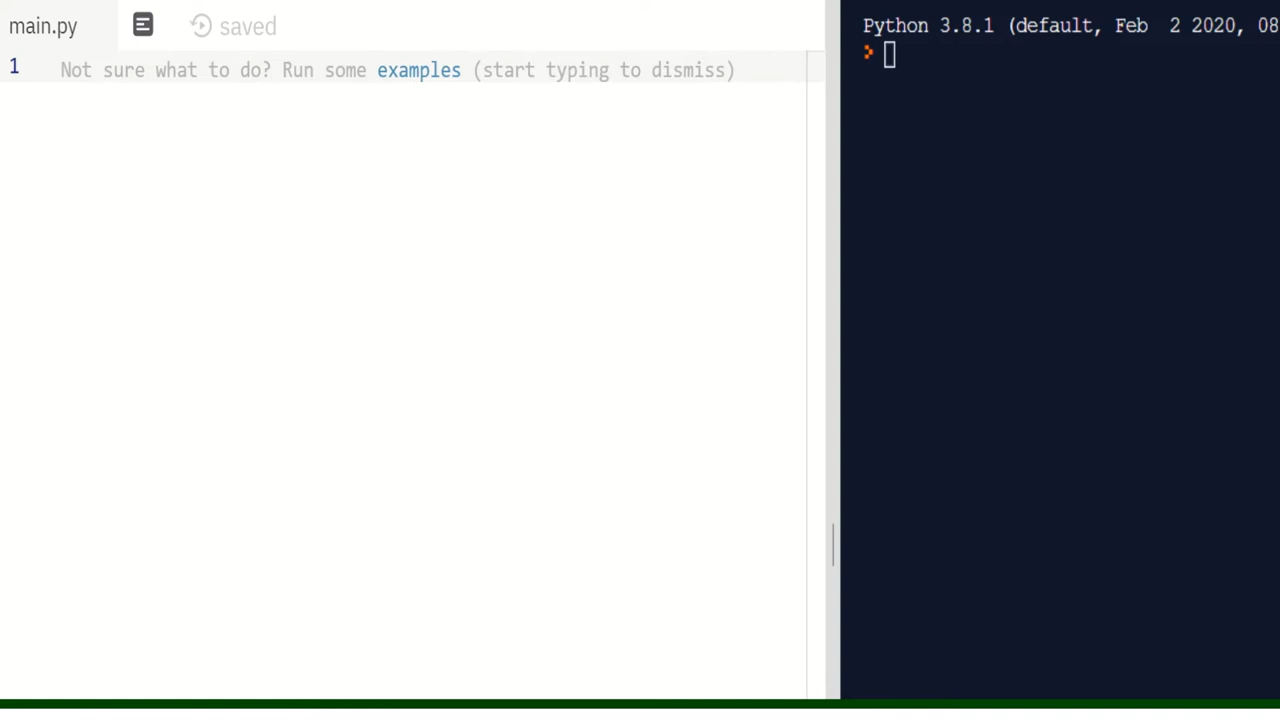 main.py
saved
1 Not sure what to do? Run some examples (start typing to dismiss)
Python 3.8.1 (default, Feb  2 2020, 08